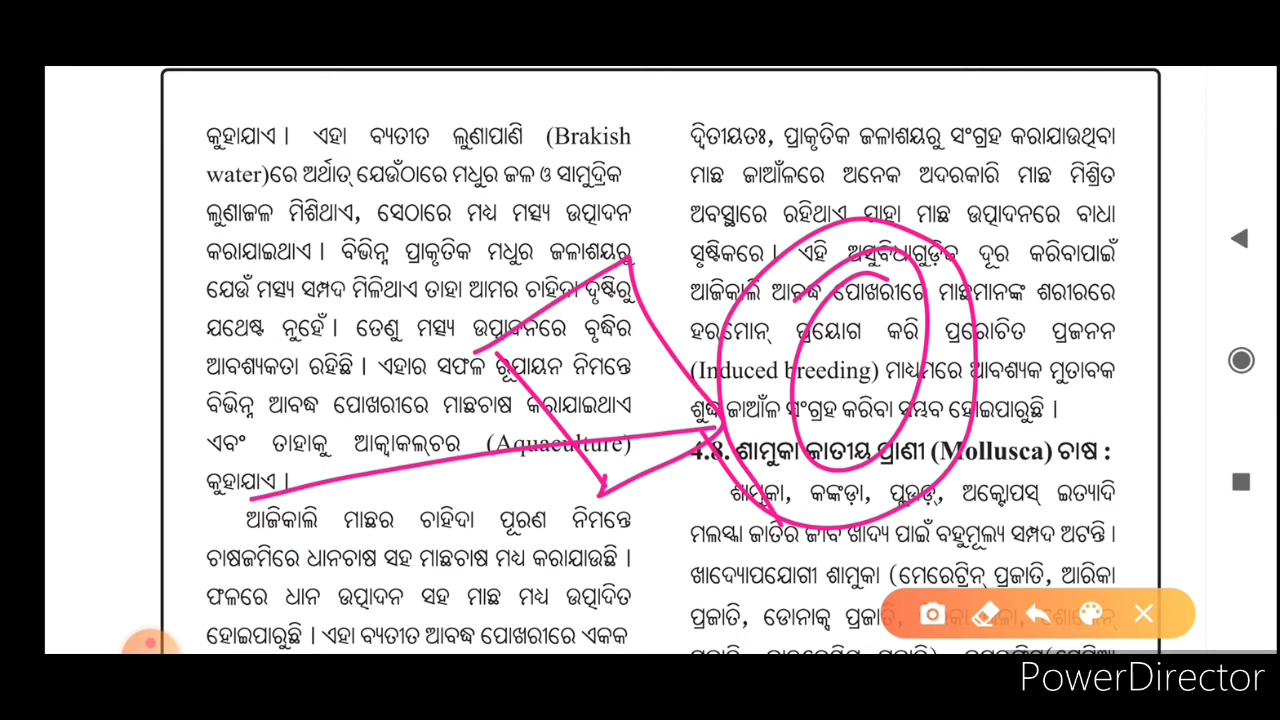 କୁହାଯାଏ । ଏହା ବ୍ୟତୀତ ଲୁଣାପାଣି (Brakish
water)ରେ ଅର୍ଥାତ୍ ଯେଉଁଠାରେ ମଧୁର ଜଳ ଓ ସାମୁଦ୍ରିକ
ଲୁଣାଜଳ ମିଶିଥାଏ, ସେଠାରେ ମଧ୍ୟ ମତ୍ସ୍ୟ ଉତ୍ପାଦନ
କରାଯାଇଥାଏ । ବିଭିନ୍ନ ପ୍ରାକୃତିକ ମଧୁର ଜଳାଶୟରୁ
ଯେଉଁ ମତ୍ସ୍ୟ ସମ୍ପଦ ମିଳିଥାଏ ତାହା ଆମର ଚାହିଦା ଦୃଷ୍ଟିରୁ
ଯଥେଷ୍ଟ ନୁହେଁ । ତେଣୁ ମତ୍ସ୍ୟ ଉତ୍ପାଦନରେ ବୃଦ୍ଧିର
ଆବଶ୍ୟକତା ରହିଛି । ଏହାର ସଫଳ ରୂପାୟନ ନିମନ୍ତେ
ବିଭିନ୍ନ ଆବଦ୍ଧ ପୋଖରୀରେ ମାଛଚାଷ କରାଯାଇଥାଏ
ଏବଂ ତାହାକୁ ଆକ୍ୱାକଲ୍‌ଚର (Aquaculture)
କୁହାଯାଏ ।
ଆଜିକାଲି ମାଛର ଚାହିଦା ପୂରଣ ନିମନ୍ତେ
ଚାଷଜମିରେ ଧାନଚାଷ ସହ ମାଛଚାଷ ମଧ୍ୟ କରାଯାଉଛି ।
ଫଳରେ ଧାନ ଉତ୍ପାଦନ ସହ ମାଛ ମଧ୍ୟ ଉତ୍ପାଦିତ
ହୋଇପାରୁଛି । ଏହା ବ୍ୟତୀତ ଆବଦ୍ଧ ପୋଖରୀରେ ଏକକ
ଦ୍ୱିତୀୟତଃ, ପ୍ରାକୃତିକ ଜଳାଶୟରୁ ସଂଗ୍ରହ କରାଯାଉଥିବା
ମାଛ ଜାଆଁଳରେ ଅନେକ ଅଦରକାରି ମାଛ ମିଶ୍ରିତ
ଅବସ୍ଥାରେ ରହିଥାଏ ଯାହା ମାଛ ଉତ୍ପାଦନରେ ବାଧା
ସୃଷ୍ଟିକରେ । ଏହି ଅସୁବିଧାଗୁଡ଼ିକ ଦୂର କରିବାପାଇଁ
ଆଜିକାଲି ଆବଦ୍ଧ ପୋଖରୀରେ ମାଛମାନଙ୍କ ଶରୀରରେ
ହରମୋନ୍ ପ୍ରୟୋଗ କରି ପ୍ରରୋଚିତ ପ୍ରଜନନ
(Induced breeding) ମାଧ୍ୟମରେ ଆବଶ୍ୟକ ମୁତାବକ
ଶୁଦ୍ଧ ଜାଆଁଳ ସଂଗ୍ରହ କରିବା ସମ୍ଭବ ହୋଇପାରୁଛି ।
4.8. ଶାମୁକା ଜାତୀୟ ପ୍ରାଣୀ (Mollusca) ଚାଷ :
ଶାମୁକା, କଙ୍କଡ଼ା, ଅକ୍ଟୋପସ୍ ଇତ୍ୟାଦି
ମଲସ୍କା ଜାତିର ଜୀବ ଖାଦ୍ୟ ପାଇଁ ବହୁମୂଲ୍ୟ ସମ୍ପଦ ଅଟନ୍ତି ।
ଖାଦ୍ୟୋପଯୋଗୀ ଶାମୁକା (ମେରେଟ୍ରିନ୍ ପ୍ରଜାତି, ଆରିକା
ପ୍ରଜାତି, ଡୋନାକ୍ସ ପ୍ରଜାତି,
PowerDirector